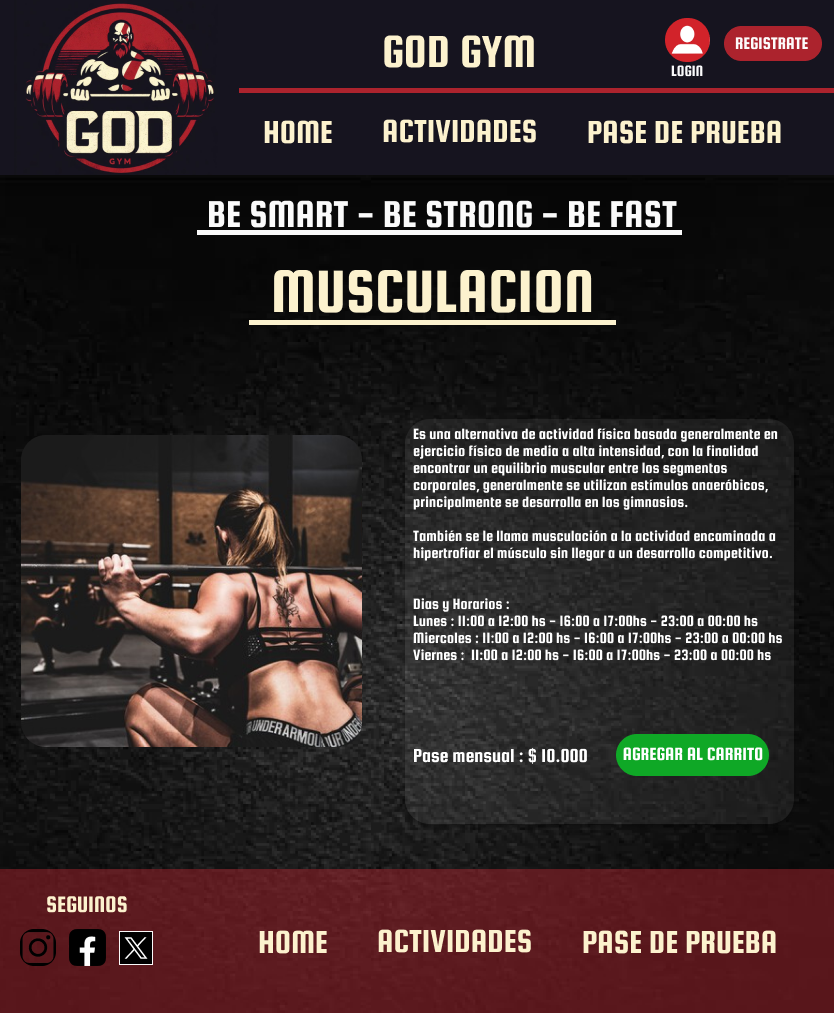 GOD
GYM
GOD GYM
LOGIN
REGISTRATE
HOME
ACTIVIDADES
PASE DE PRUEBA
BE SMART - BE STRONG - BE FAST
MUSCULACION
Es una alternativa de actividad física basada generalmente en
ejercicio físico de media a alta intensidad, con la finalidad
encontrar un equilibrio muscular entre los segmentos
corporales, generalmente se utilizan estímulos anaeróbicos,
principalmente se desarrolla en los gimnasios.
También se le llama musculación a la actividad encaminada a
hipertrofiar el músculo sin llegar a un desarrollo competitivo.
Dias y Horarios :
Lunes : 11:00 a 12:00 hs - 16:00 a 17:00hs - 23:00 a 00:00 hs
Miercoles : 11:00 a 12:00 hs - 16:00 a 17:00hs - 23:00 a 00:00 hs
Viernes :  11:00 a 12:00 hs - 16:00 a 17:00hs - 23:00 a 00:00 hs
UNDER ARMOUR
UNDER
Pase mensual : $ 10.000
AGREGAR AL CARRITO
SEGUINOS
HOME
ACTIVIDADES
PASE DE PRUEBA